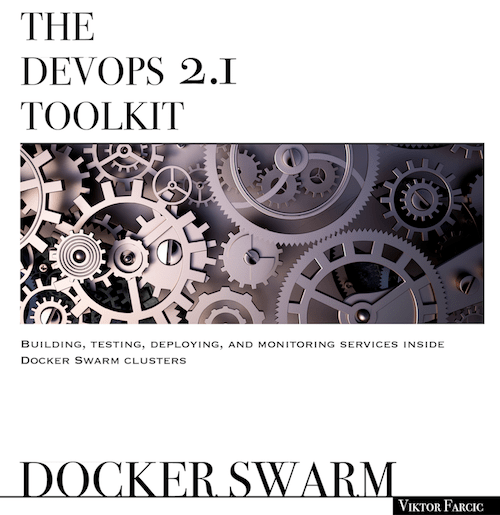 THE
DEVOPS 2.1
TOOLKIT
BUILDING, TESTING, DEPLOYING, AND MONITORING SERVICES INSIDE
DOCKER SWARM CLUSTERS
DOCKER SWARM
VIKTOR FARCIC